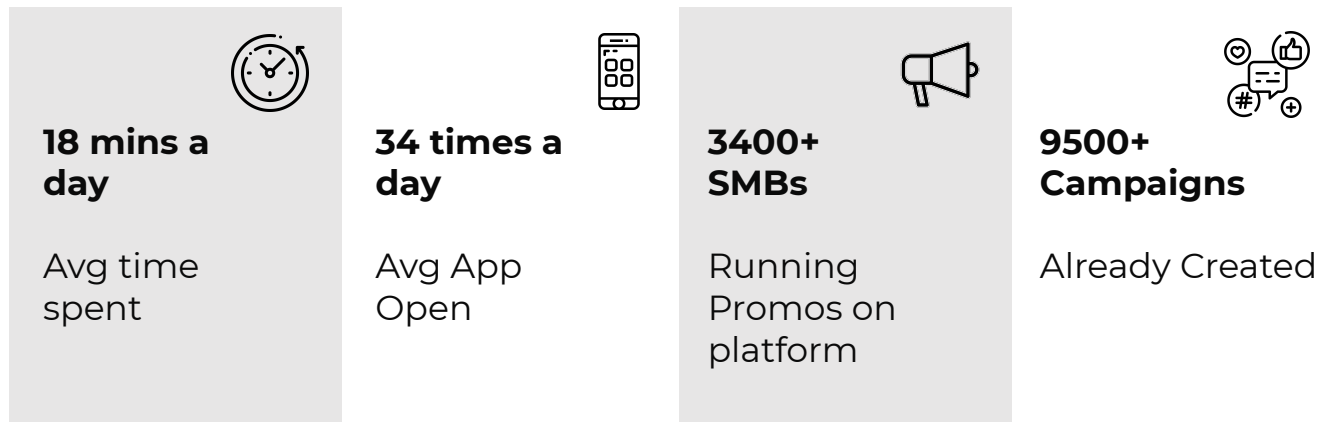 18 mins a
day
Avg time
spent
34 times a
day
Avg App
Open
3400+
SMBs
Running
Promos on
platform
#
9500+
Campaigns
Already Created